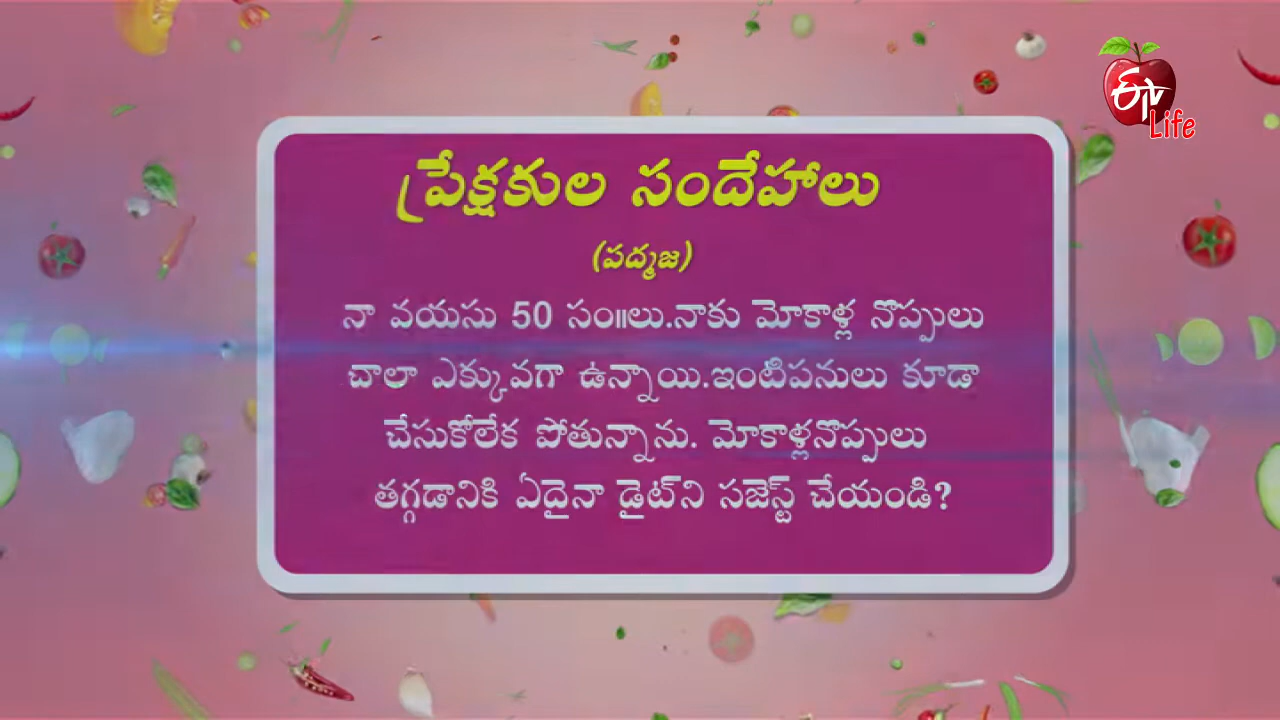 ప్రేక్షకుల సందేహాలు
(పద్మజ)
నా వయసు 50 సం॥లు.నాకు మోకాళ్ల నొప్పులు
చాలా ఎక్కువగా ఉన్నాయి.ఇంటిపనులు కూడా
చేసుకోలేక పోతున్నాను. మోకాళ్లనొప్పులు
తగ్గడానికి ఏదైనా డైట్‌ని సజెస్ట్ చేయండి?
ETV
Life